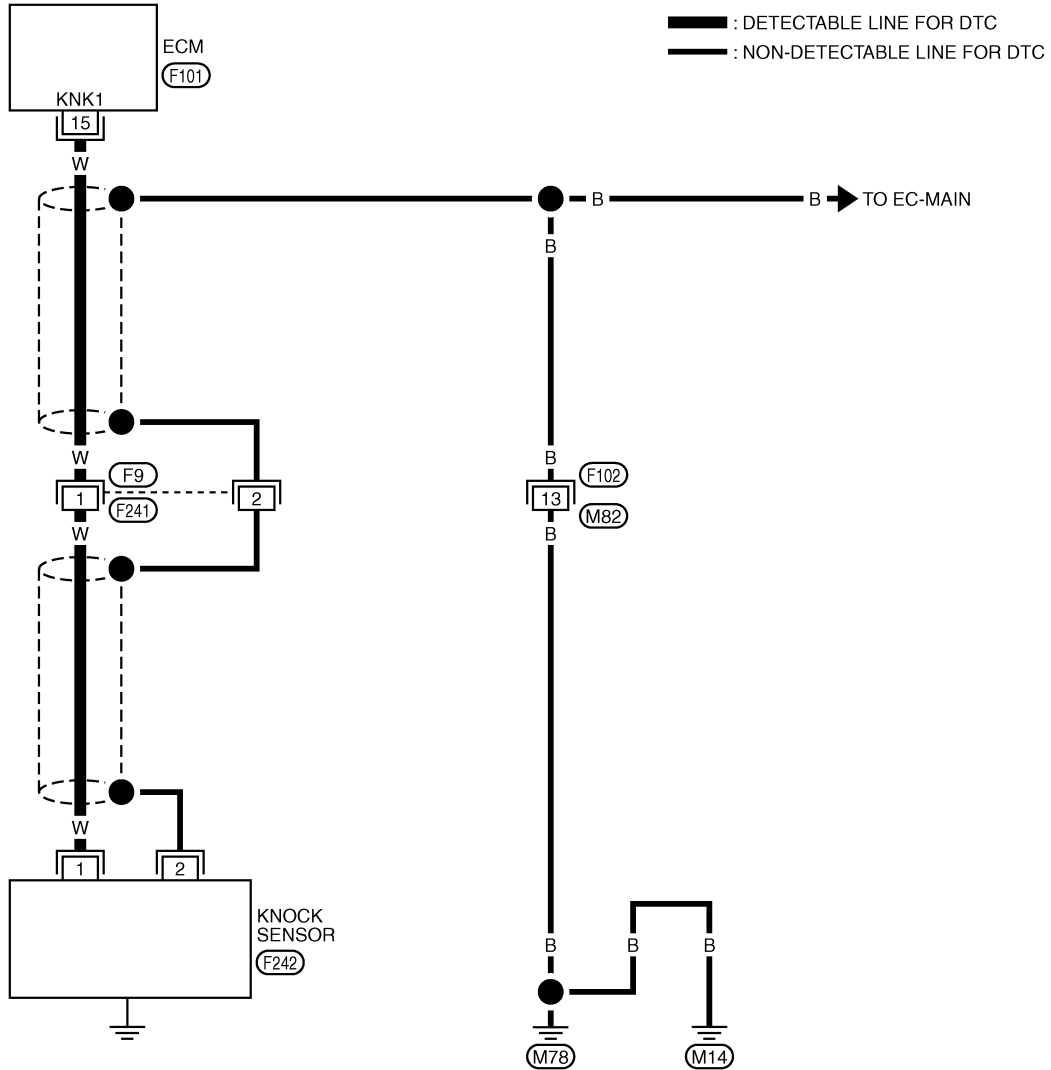 : DETECTABLE LINE FOR DTC
: NON-DETECTABLE LINE FOR DTC
ECM
F101
KNK1
15
W
B
B
TO EC-MAIN
B
W
B
F9
F102
1
2
13
F241
M82
W
B
W
1
2
KNOCK
SENSOR
F242
B
B
B
M78
M14